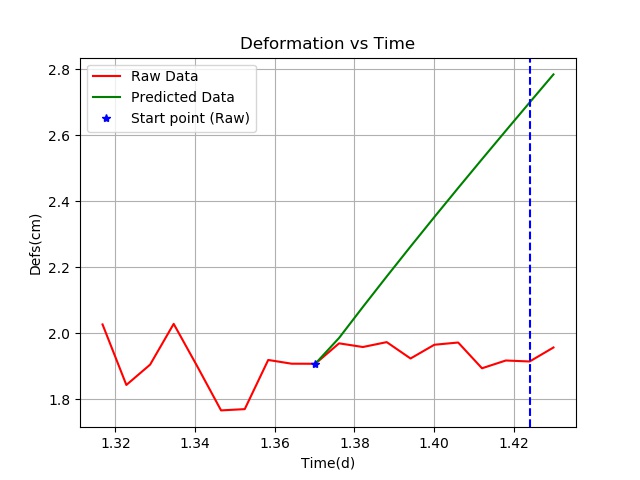 Deformation vs Time
Raw Data
Predicted Data
Start point (Raw)
2.8
2.6
2.4
2.2
2.0
1.8
Defs(cm)
1.32 1.34 1.36 1.38 1.40 1.42
Time(d)